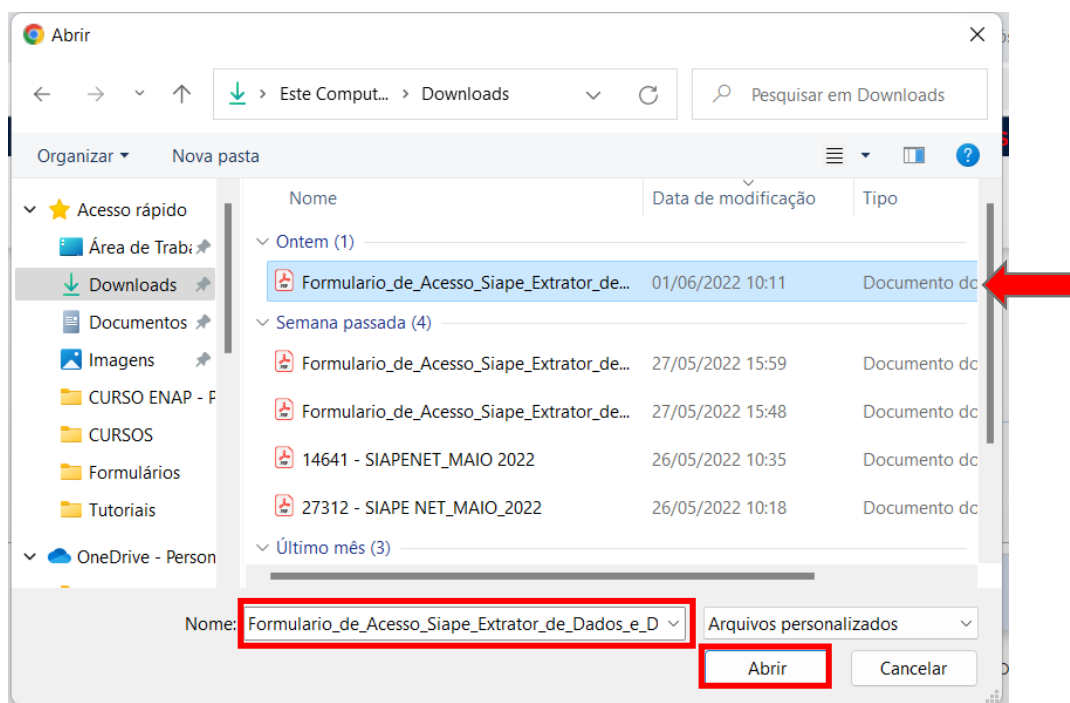 Abrir
Este Comput... > Downloads
Pesquisar em Downloads
Organizar
Nova pasta
?
Nome
Data de modificação
Tipo
Acesso rápido
Área de Trab
Downloads
Documentos
Imagens
CURSO ENAP - P
CURSOS
Formulários
Tutoriais
OneDrive - Person
Ontem (1)
Formulario_de_Acesso_Siape_Extrator_de... 01/06/2022 10:11 Documento do
Semana passada (4)
Formulario_de_Acesso_Siape_Extrator_de... 27/05/2022 15:59 Documento do
Formulario_de_Acesso_Siape_Extrator_de... 27/05/2022 15:48 Documento do
14641 - SIAPENET_MAIO 2022 26/05/2022 10:35 Documento do
27312 - SIAPE NET_MAIO_2022 26/05/2022 10:18 Documento do
Último mês (3)
Nome: Formulario_de_Acesso_Siape_Extrator_de_Dados_e_D
Arquivos personalizados
Abrir
Cancelar